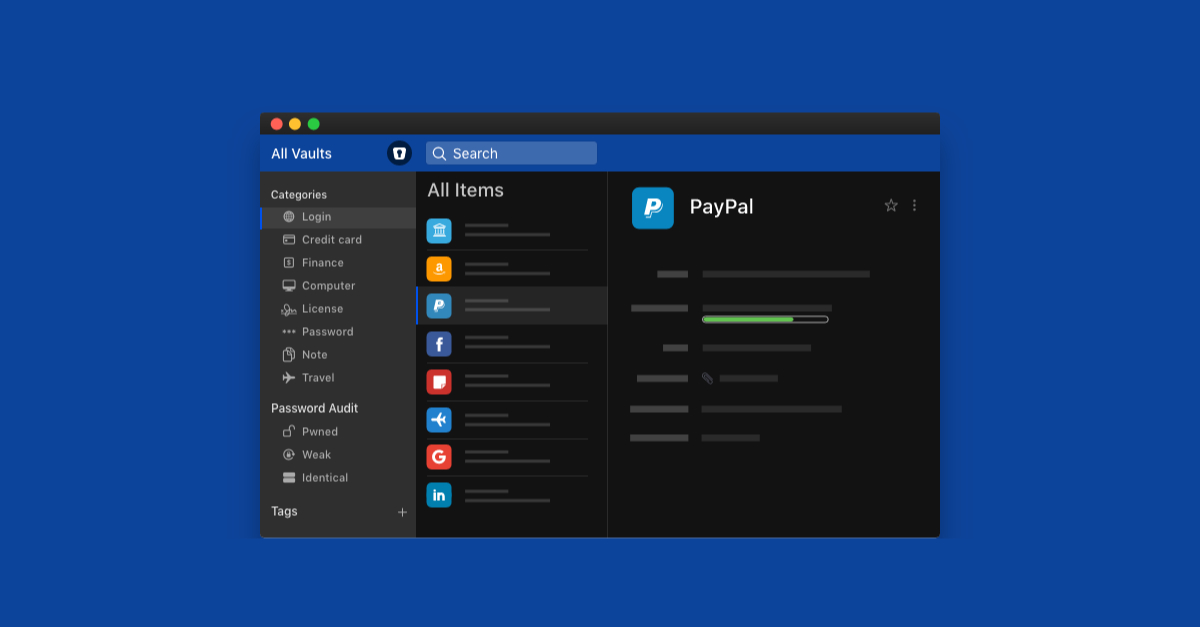 All Vaults
Search
Categories
Login
Credit card
Finance
Computer
License
Password
Note
Travel
Password Audit
Pwned
Weak
Identical
Tags
All Items
a
f
G
in
PayPal